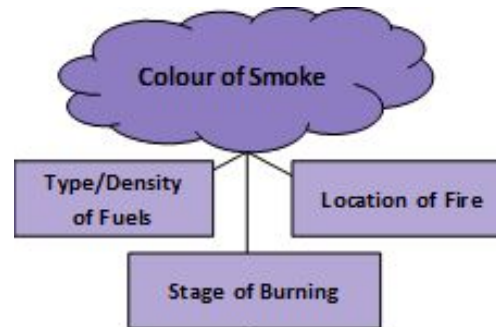 Colour of Smoke
Type/Density
of Fuels
Location of Fire
Stage of Burning